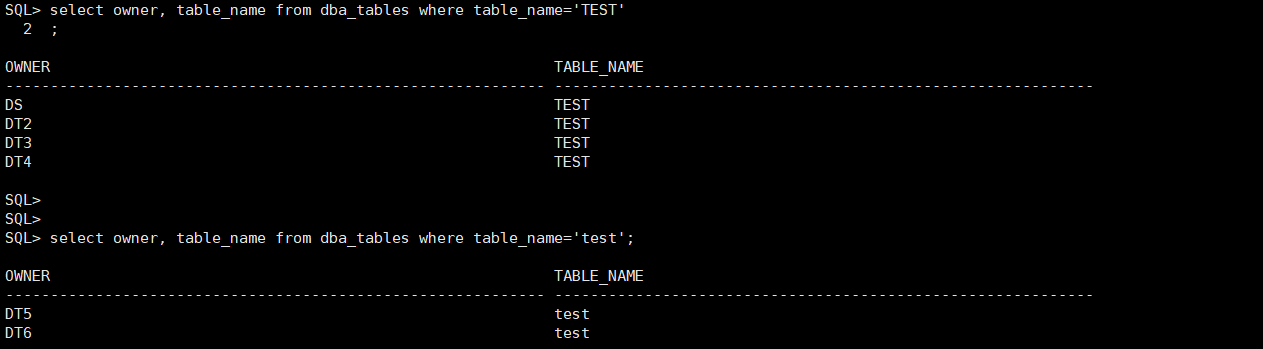 SQL> select owner, table_name from dba_tables where table_name='TEST'
  2  ;
OWNER                                                        TABLE_NAME
------------------------------------------------------------ ------------------------------------------------------------
DS                                                           TEST
DT2                                                          TEST
DT3                                                          TEST
DT4                                                          TEST
SQL>
SQL>
SQL> select owner, table_name from dba_tables where table_name='test';
OWNER                                                        TABLE_NAME
------------------------------------------------------------ ------------------------------------------------------------
DT5                                                          test
DT6                                                          test